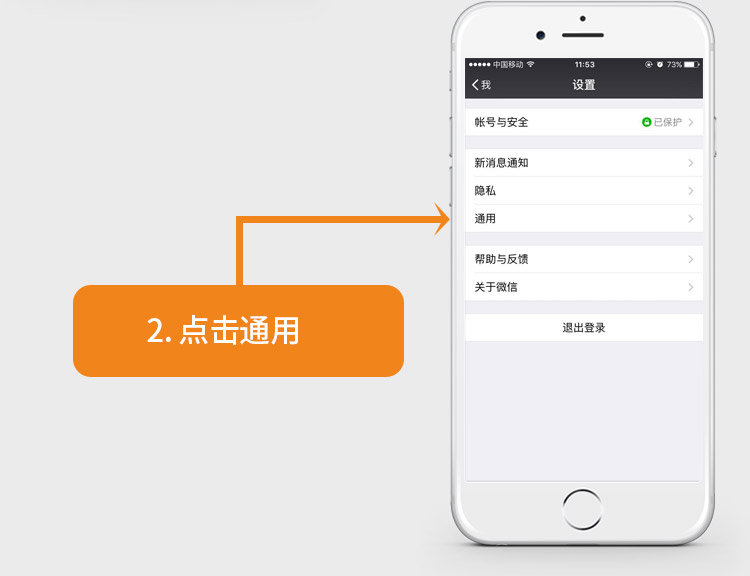 中国移动 11:53 73%
我 设置
帐号与安全 已保护
新消息通知
隐私
通用
帮助与反馈
关于微信
退出登录
2. 点击通用